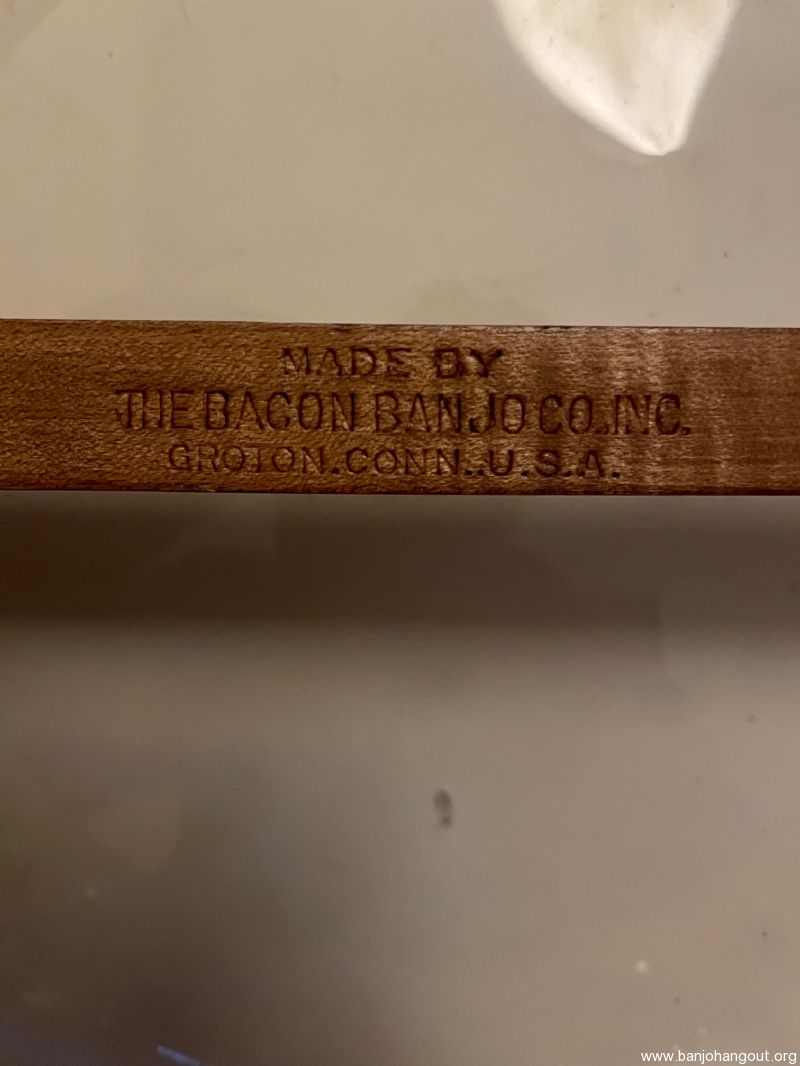 MADE BY
THE BACON BANJO CO., INC.
GROTON. CONN., U.S.A.
www.banjohangout.org